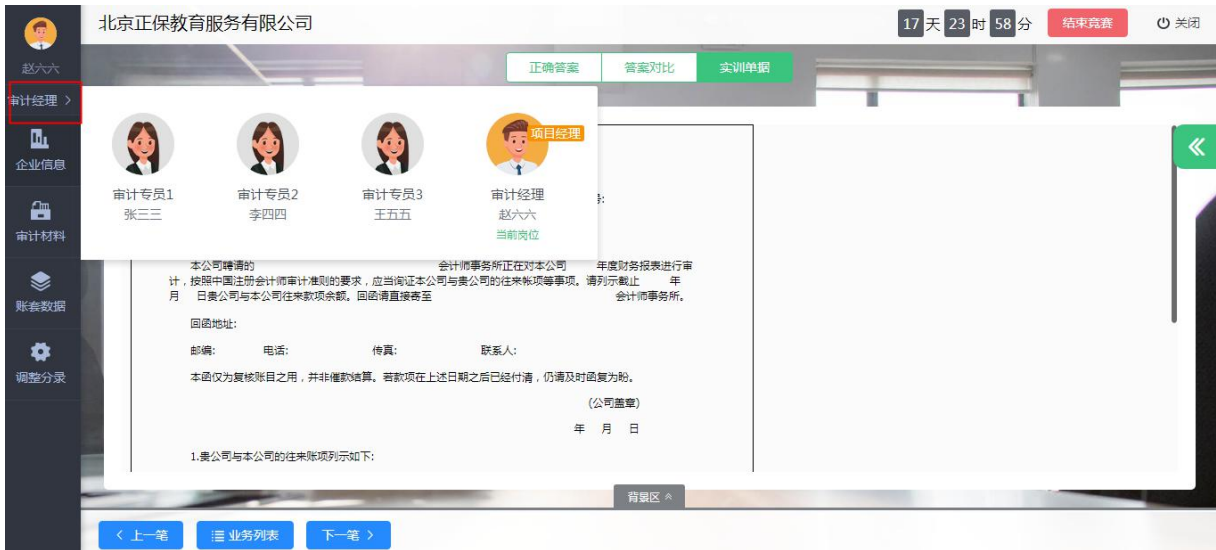 北京正保教育服务有限公司
17 天 23 时 58 分
结束竞赛
关闭
赵六六
审计经理 >
企业信息
审计材料
账套数据
调整分录
正确答案
答案对比
实训单据
项目经理
审计专员1
张三三
审计专员2
李四四
审计专员3
王五五
审计经理
赵六六
当前岗位
号:
本公司聘请的 会计师事务所正在对本公司 年度财务报表进行审
计，按照中国注册会计师审计准则的要求，应当询证本公司与贵公司的往来帐项等事项。请列示截止 年
月 日贵公司与本公司往来款项余额。回函请直接寄至 会计师事务所。
回函地址:
邮编: 电话: 传真: 联系人:
本函仅为复核账目之用，并非催款结算。若款项在上述日期之后已经付清，仍请及时函复为盼。
(公司盖章)
年 月 日
1.贵公司与本公司的往来账项列示如下:
背景区
< 上一笔
业务列表
下一笔 >